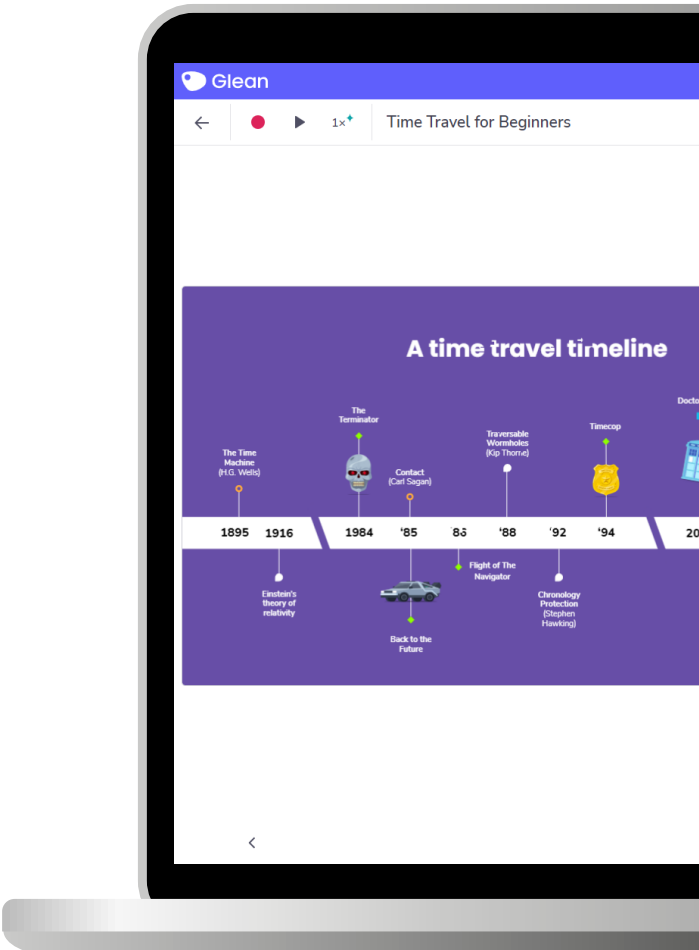 Glean
1×
Time Travel for Beginners
A time travel timeline
The
Terminator
Docto
Timecop
Traversable
Wormholes
(Kip Thorne)
The Time
Machine
(H.G. Wells)
Contact
(Carl Sagan)
1895 1916 1984 '85 '88 '92 '94 20
Flight of The
Navigator
Einstein's
theory of
relativity
Chronology
Protection
(Stephen
Hawking)
Back to the
Future